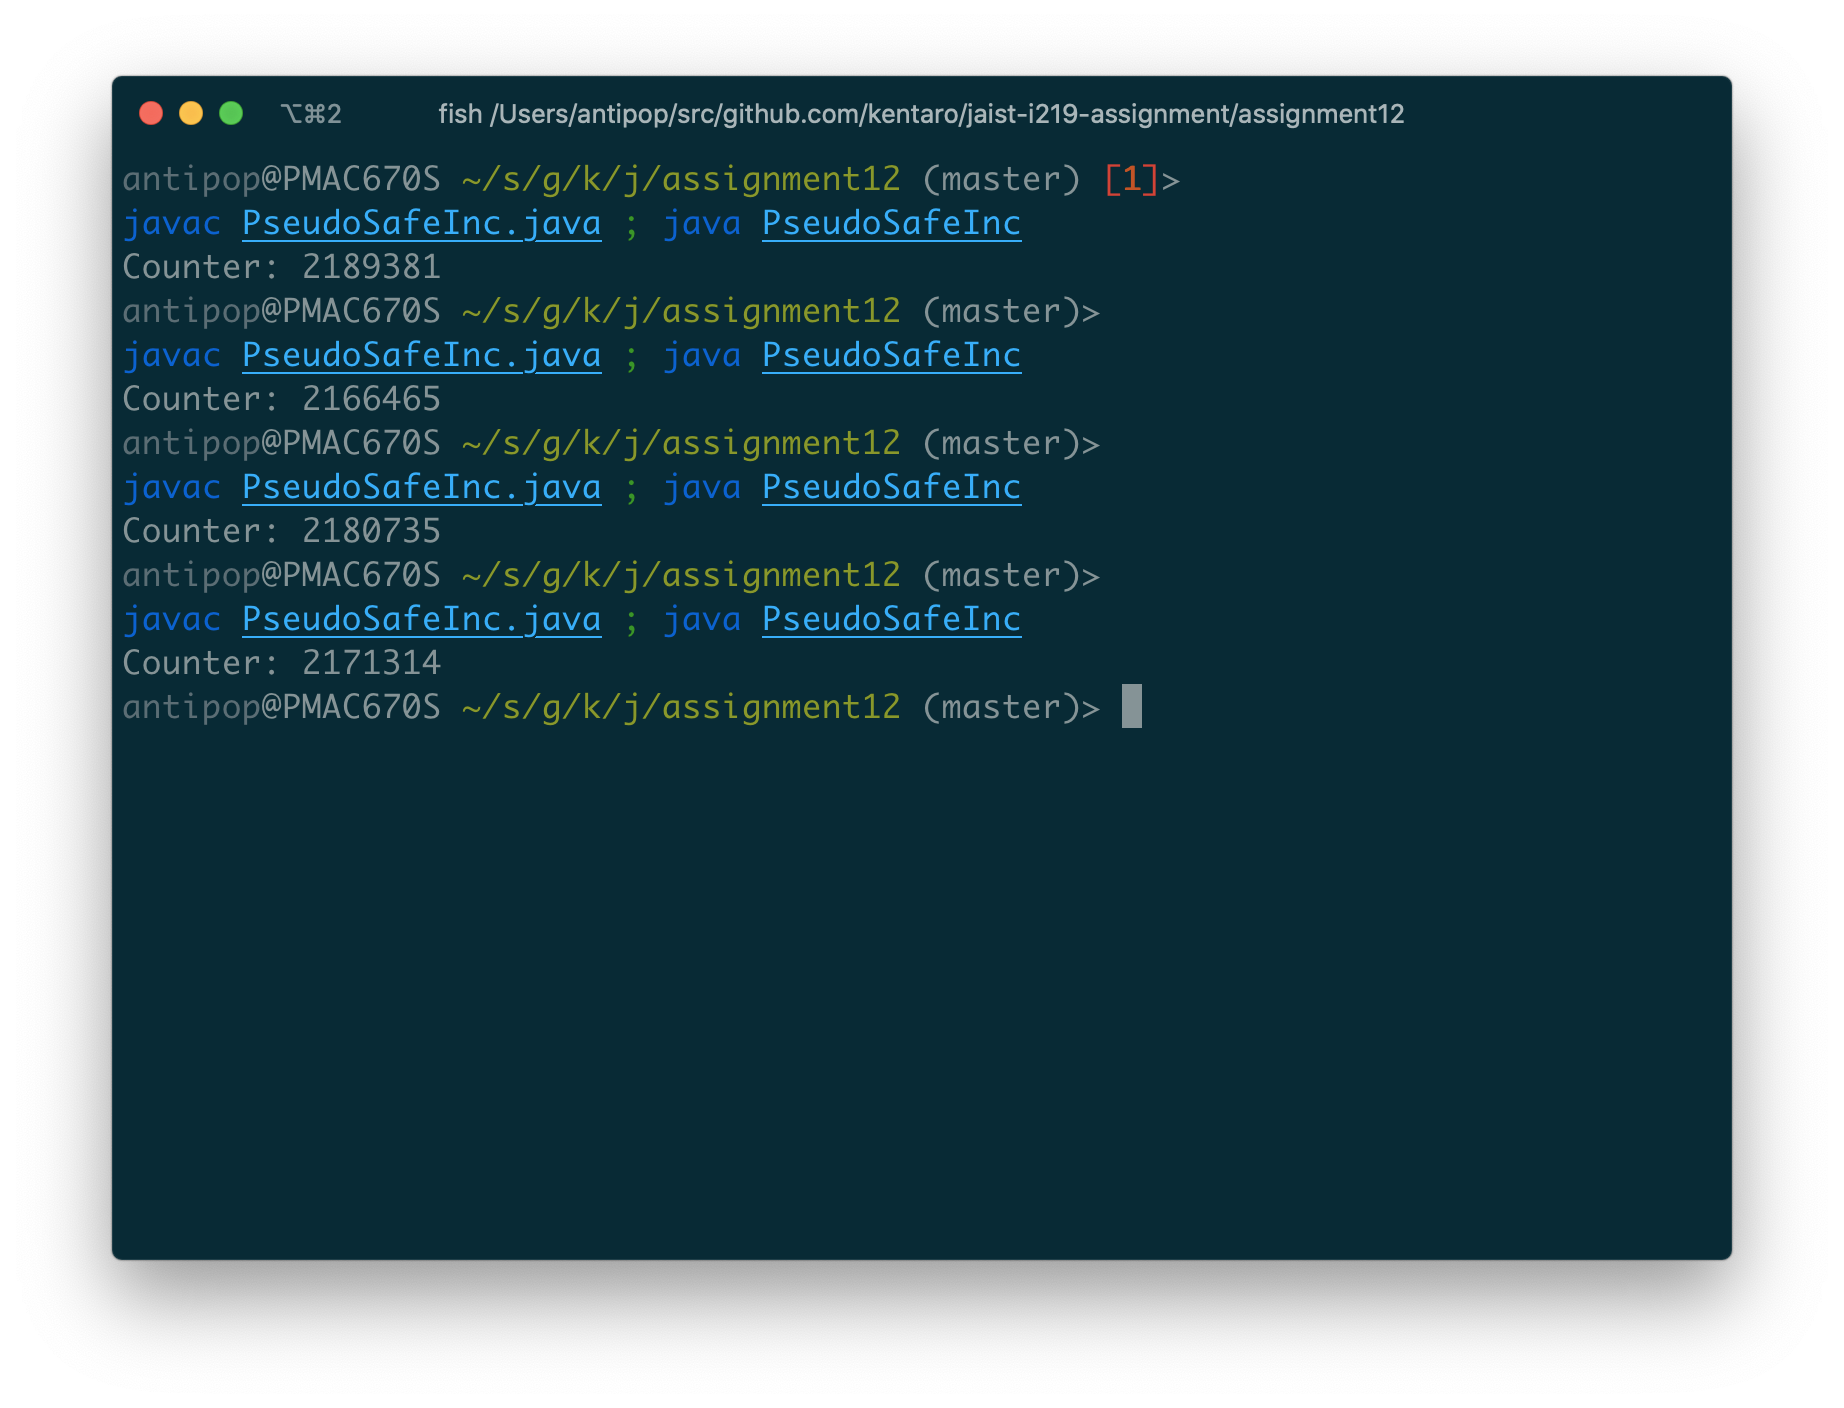 ⌥⌘2 fish /Users/antipop/src/github.com/kentaro/jaist-i219-assignment/assignment12
antipop@PMAC670S ~/s/g/k/j/assignment12 (master) [1]>
javac PseudoSafeInc.java ; java PseudoSafeInc
Counter: 2189381
antipop@PMAC670S ~/s/g/k/j/assignment12 (master)>
javac PseudoSafeInc.java ; java PseudoSafeInc
Counter: 2166465
antipop@PMAC670S ~/s/g/k/j/assignment12 (master)>
javac PseudoSafeInc.java ; java PseudoSafeInc
Counter: 2180735
antipop@PMAC670S ~/s/g/k/j/assignment12 (master)>
javac PseudoSafeInc.java ; java PseudoSafeInc
Counter: 2171314
antipop@PMAC670S ~/s/g/k/j/assignment12 (master)>